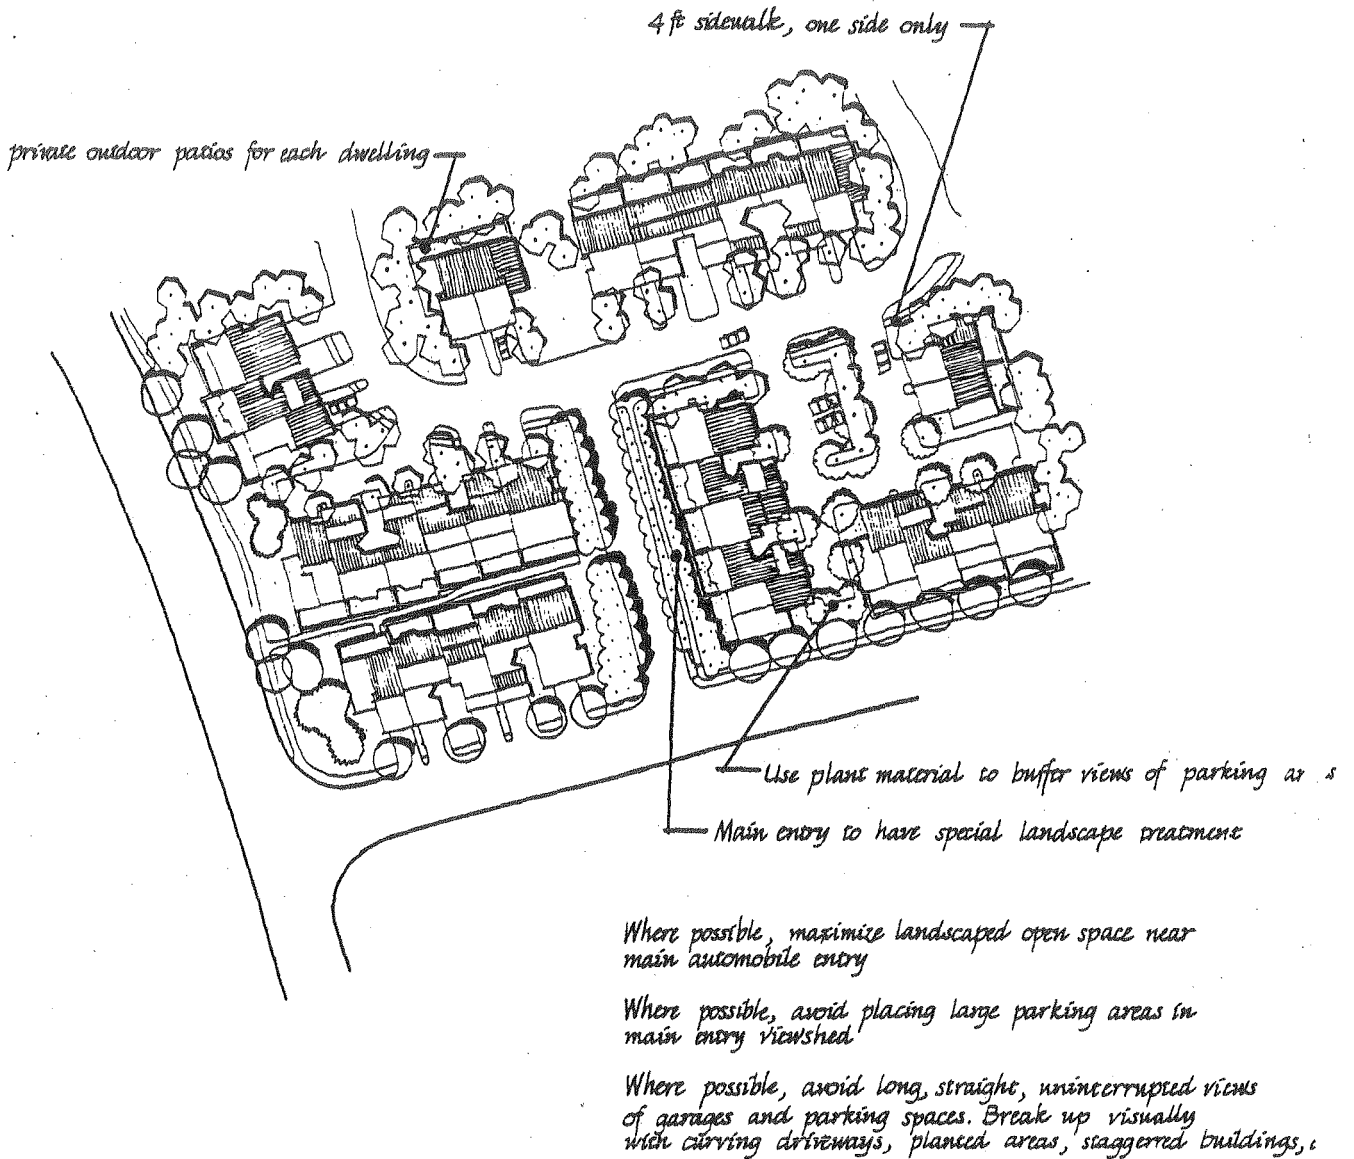 4 ft sidewalk, one side only
private outdoor patios for each dwelling
Use plant material to buffer views of parking ar s
Main entry to have special landscape treatment
Where possible, maximize landscaped open space near
main automobile entry
Where possible, avoid placing large parking areas in
main entry viewshed
Where possible, avoid long, straight, uninterrupted views
of garages and parking spaces. Break up visually
with curving driveways, planted areas, staggerred buildings,